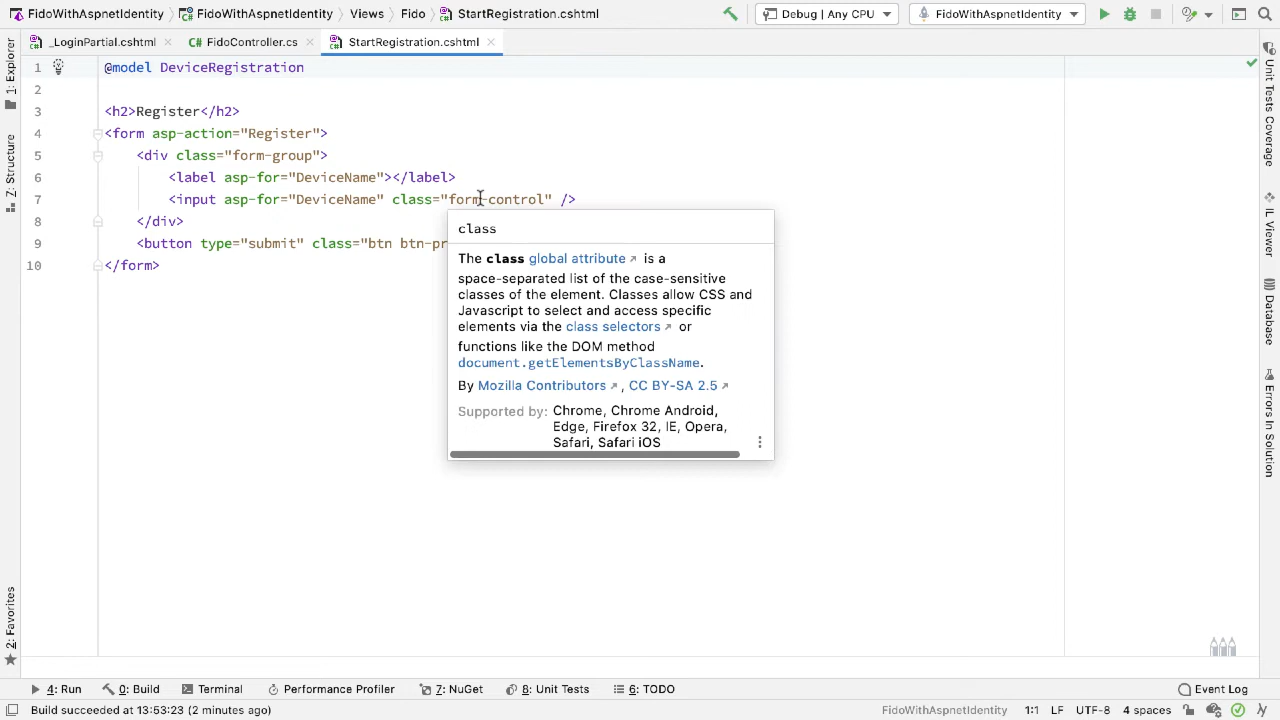 FidoWithAspnetIdentity FidoWithAspnetIdentity Views Fido StartRegistration.cshtml Debug | Any CPU FidoWithAspnetIdentity
_LoginPartial.cshtml C# FidoController.cs StartRegistration.cshtml
1 @model DeviceRegistration
2
3 <h2>Register</h2>
4 <form asp-action="Register">
5 <div class="form-group">
6 <label asp-for="DeviceName"></label>
7 <input asp-for="DeviceName" class="form-control" />
8 </div>
9 <button type="submit" class="btn btn-pr
10 </form>
class
The class global attribute is a
space-separated list of the case-sensitive
classes of the element. Classes allow CSS and
Javascript to select and access specific
elements via the class selectors or
functions like the DOM method
document.getElementsByClassName.
By Mozilla Contributors , CC BY-SA 2.5
Supported by: Chrome, Chrome Android,
Edge, Firefox 32, IE, Opera,
Safari, Safari iOS
1: Explorer
Z: Structure
2: Favorites
Unit Tests Coverage
IL Viewer
Database
Errors In Solution
4: Run 0: Build Terminal Performance Profiler 7: NuGet 8: Unit Tests 6: TODO Event Log
Build succeeded at 13:53:23 (2 minutes ago) FidoWithAspnetIdentity 1:1 LF UTF-8 4 spaces